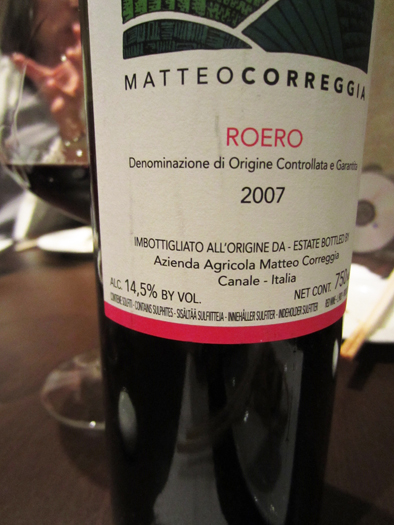 MATTEOCORREGGIA
ROERO
Denominazione di Origine Controllata e Garantita
2007
IMBOTTIGLIATO ALL'ORIGINE DA - ESTATE BOTTLED BY
Azienda Agricola Matteo Correggia
Canale - Italia
ALC. 14,5% BY VOL.
NET CONT. 750
CONTIENE SOLFITI - CONTAINS SULPHITES - SISÄLTÄÄ SULFIITTEJA - INNEHÅLLER SULFITER - INDEHOLDER SULFITTER
RED WINE